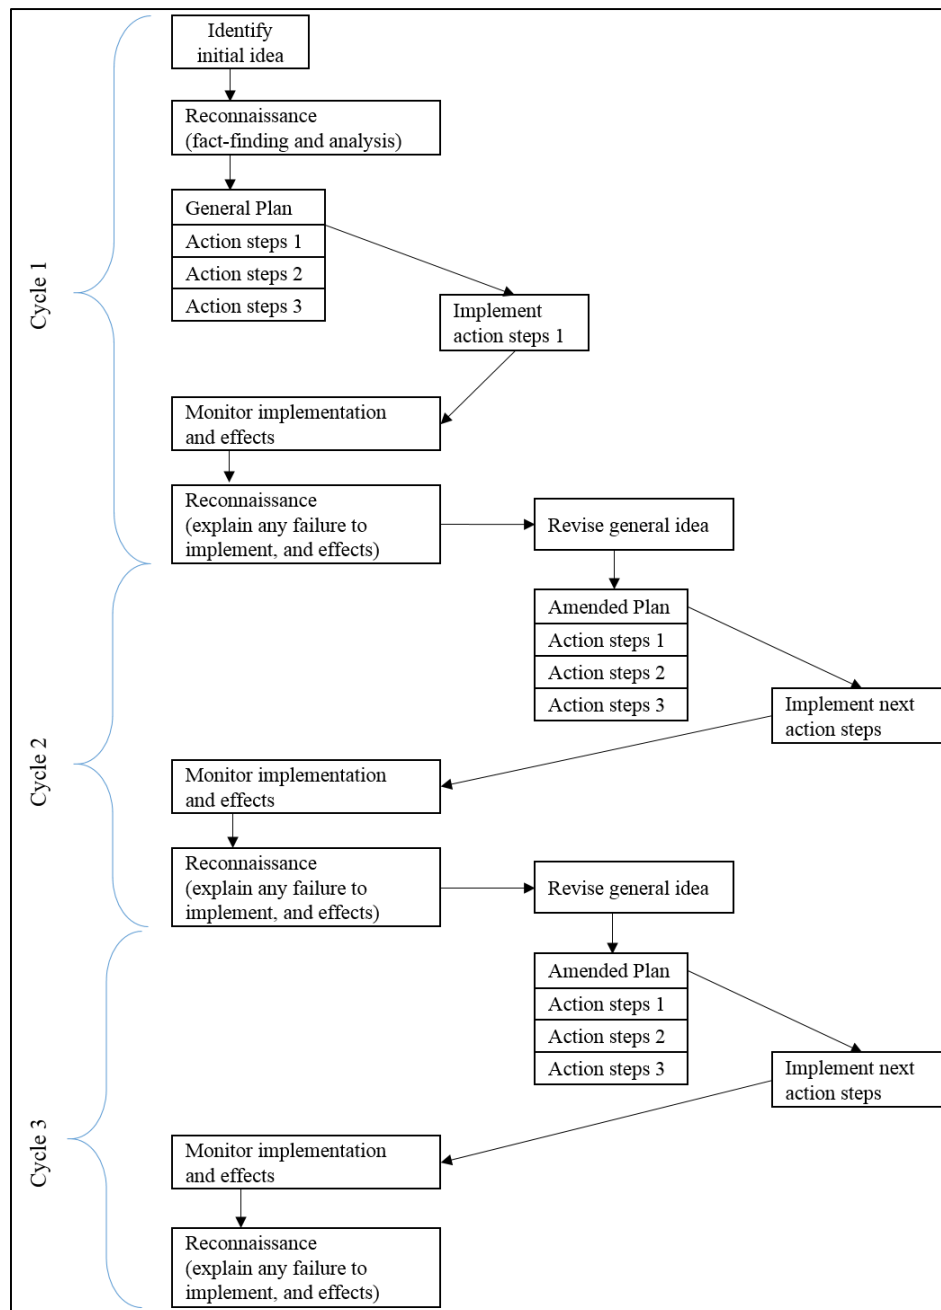 Identify
initial idea
Reconnaissance
(fact-finding and analysis)
General Plan
Action steps 1
Action steps 2
Action steps 3
Cycle 1
Implement
action steps 1
Monitor implementation
and effects
Reconnaissance
(explain any failure to
implement, and effects)
Revise general idea
Amended Plan
Action steps 1
Action steps 2
Action steps 3
Implement next
action steps
Cycle 2
Monitor implementation
and effects
Reconnaissance
(explain any failure to
implement, and effects)
Revise general idea
Amended Plan
Action steps 1
Action steps 2
Action steps 3
Implement next
action steps
Cycle 3
Monitor implementation
and effects
Reconnaissance
(explain any failure to
implement, and effects)